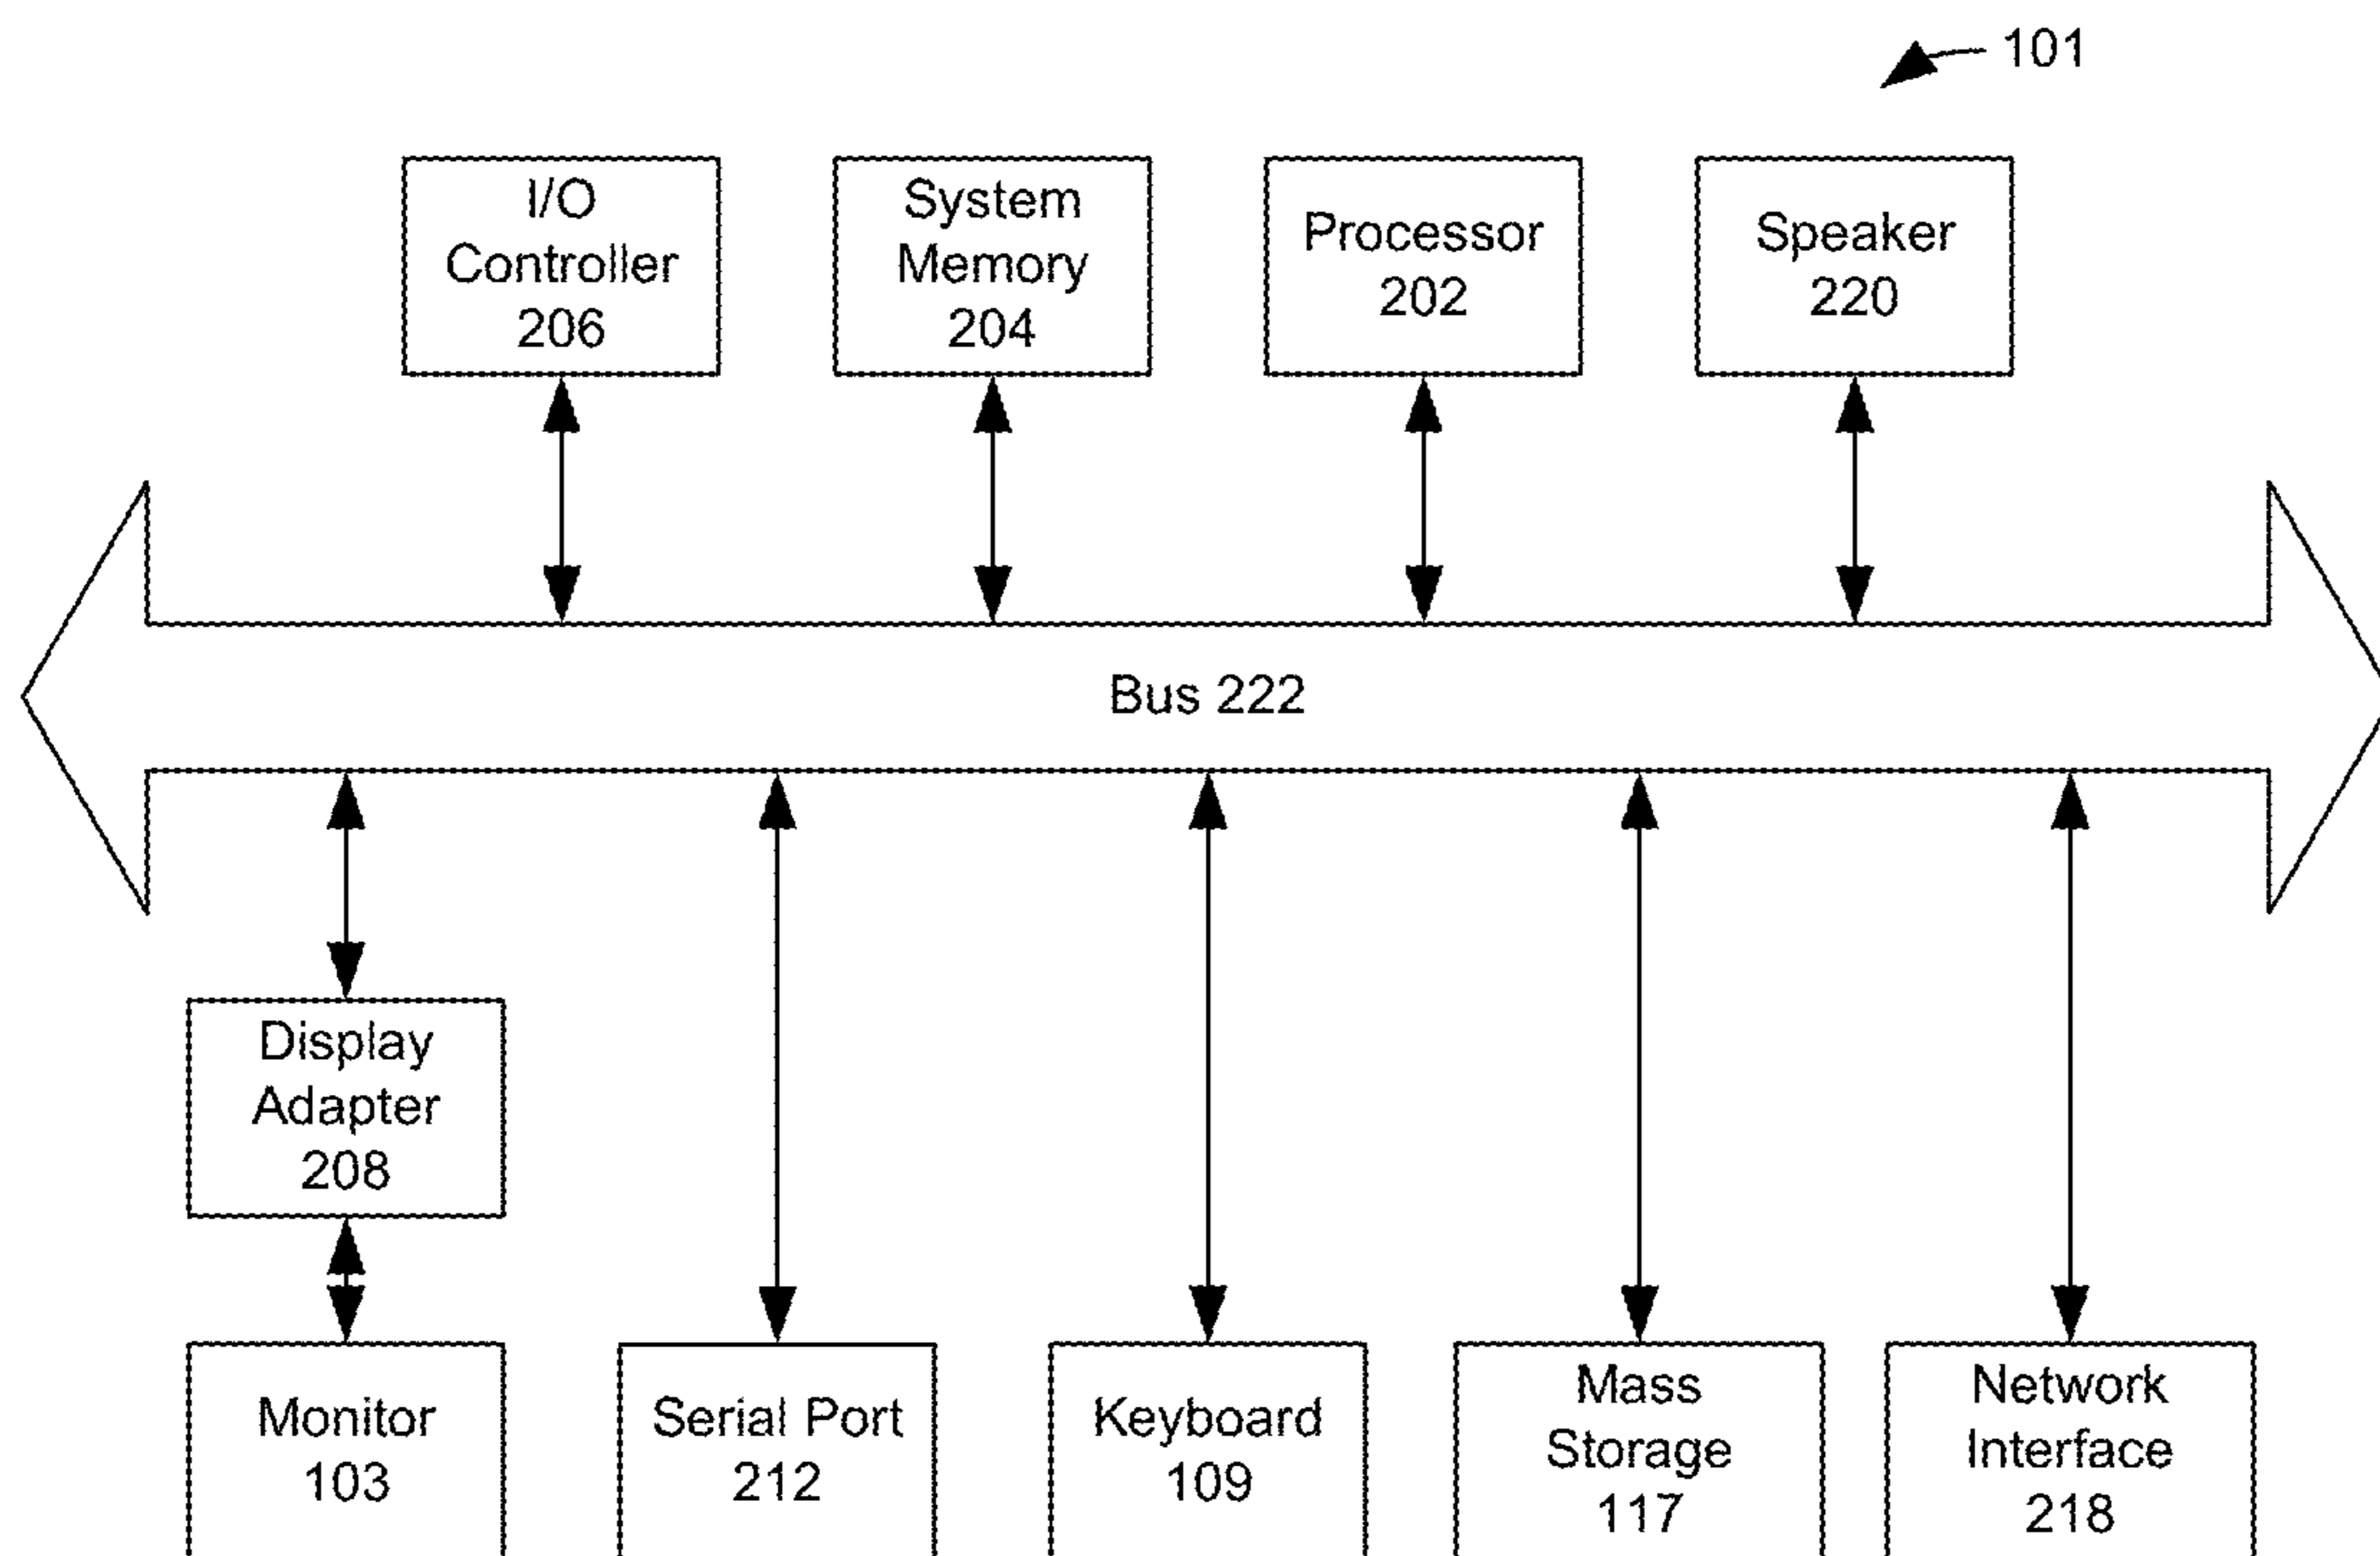 101
I/O
Controller
206
System
Memory
204
Processor
202
Speaker
220
Bus 222
Display
Adapter
208
Monitor
103
Serial Port
212
Keyboard
109
Mass
Storage
117
Network
Interface
218